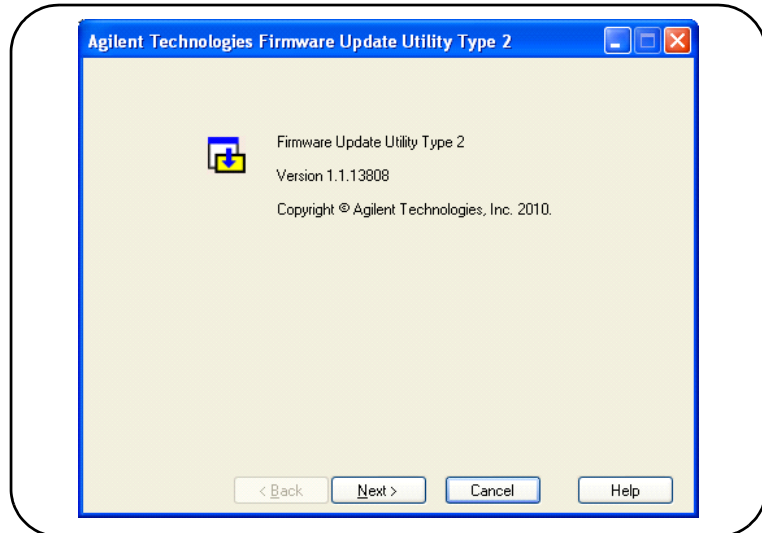 Agilent Technologies Firmware Update Utility Type 2
Firmware Update Utility Type 2
Version 1.1.13808
Copyright © Agilent Technologies, Inc. 2010.
< Back Next > Cancel Help